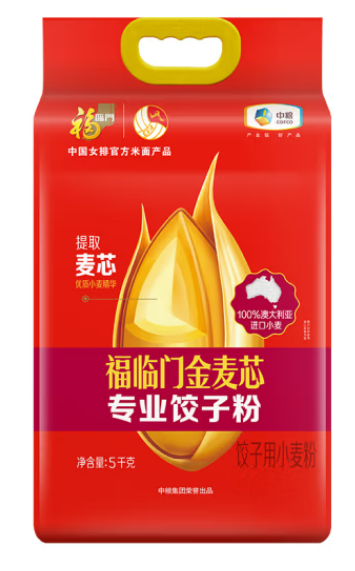 福临门
中粮
COFCO
产业链 好产品
中国女排官方米面产品
提取
麦芯
优质小麦精华
100%澳大利亚
进口小麦
福临门金麦芯
专业饺子粉
饺子用小麦粉
净含量:5千克
中粮集团荣誉出品